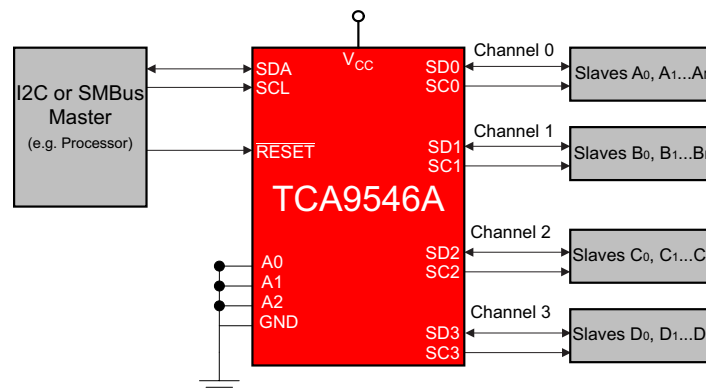 VCC
I2C or SMBus
Master
(e.g. Processor)
SDA
SCL
RESET
TCA9546A
A0
A1
A2
GND
SD0
SC0
SD1
SC1
SD2
SC2
SD3
SC3
Channel 0
Slaves A0, A1...A
Channel 1
Slaves B0, B1...B
Channel 2
Slaves C0, C1...C
Channel 3
Slaves D0, D1...D